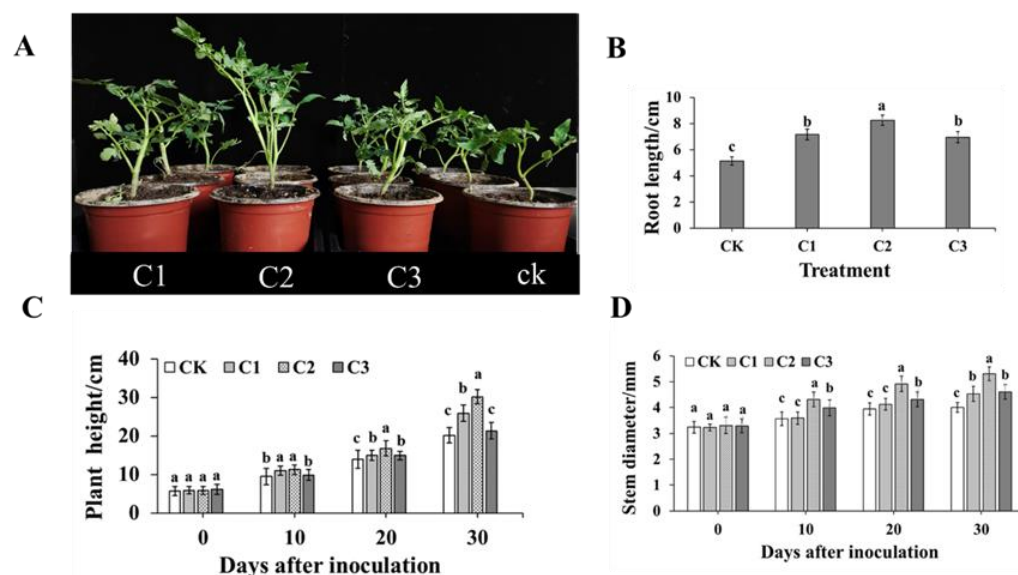 A
C1 C2 C3 ck
B
Root length/cm
10
8
6
4
2
0
c b a b
CK C1 C2 C3
Treatment
C
Plant height/cm
40
30
20
10
0
CK C1 C2 C3
a a a a b a a b c b a b c b a c
0 10 20 30
Days after inoculation
D
Stem diameter/mm
6
5
4
3
2
1
0
CK C1 C2 C3
a a a a c c a b c c a b c b a b
0 10 20 30
Days after inoculation